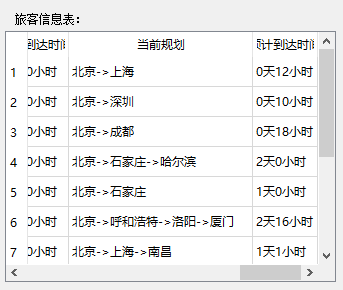 旅客信息表：
到达时间 当前规划 预计到达时间
1 0小时 北京->上海 0天12小时
2 0小时 北京->深圳 0天10小时
3 0小时 北京->成都 0天18小时
4 0小时 北京->石家庄->哈尔滨 2天0小时
5 0小时 北京->石家庄 1天0小时
6 0小时 北京->呼和浩特->洛阳->厦门 2天16小时
7 0小时 北京->上海->南昌 1天1小时